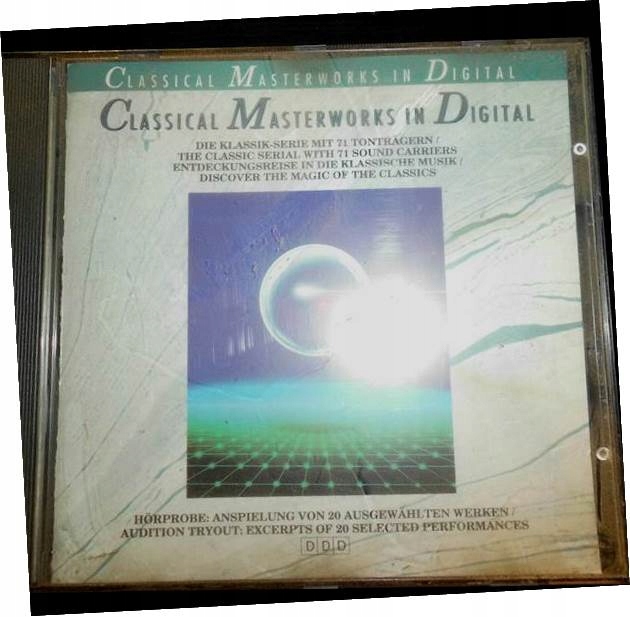 CLASSICAL MASTERWORKS IN DIGITAL
CLASSICAL MASTERWORKS IN DIGITAL
DIE KLASSIK-SERIE MIT 71 TONTRÄGERN /
THE CLASSIC SERIAL WITH 71 SOUND CARRIERS
ENTDECKUNGSREISE IN DIE KLASSISCHE MUSIK /
DISCOVER THE MAGIC OF THE CLASSICS
HÖRPROBE: ANSPIELUNG VON 20 AUSGEWÄHLTEN WERKEN /
AUDITION TRYOUT: EXCERPTS OF 20 SELECTED PERFORMANCES
DDD